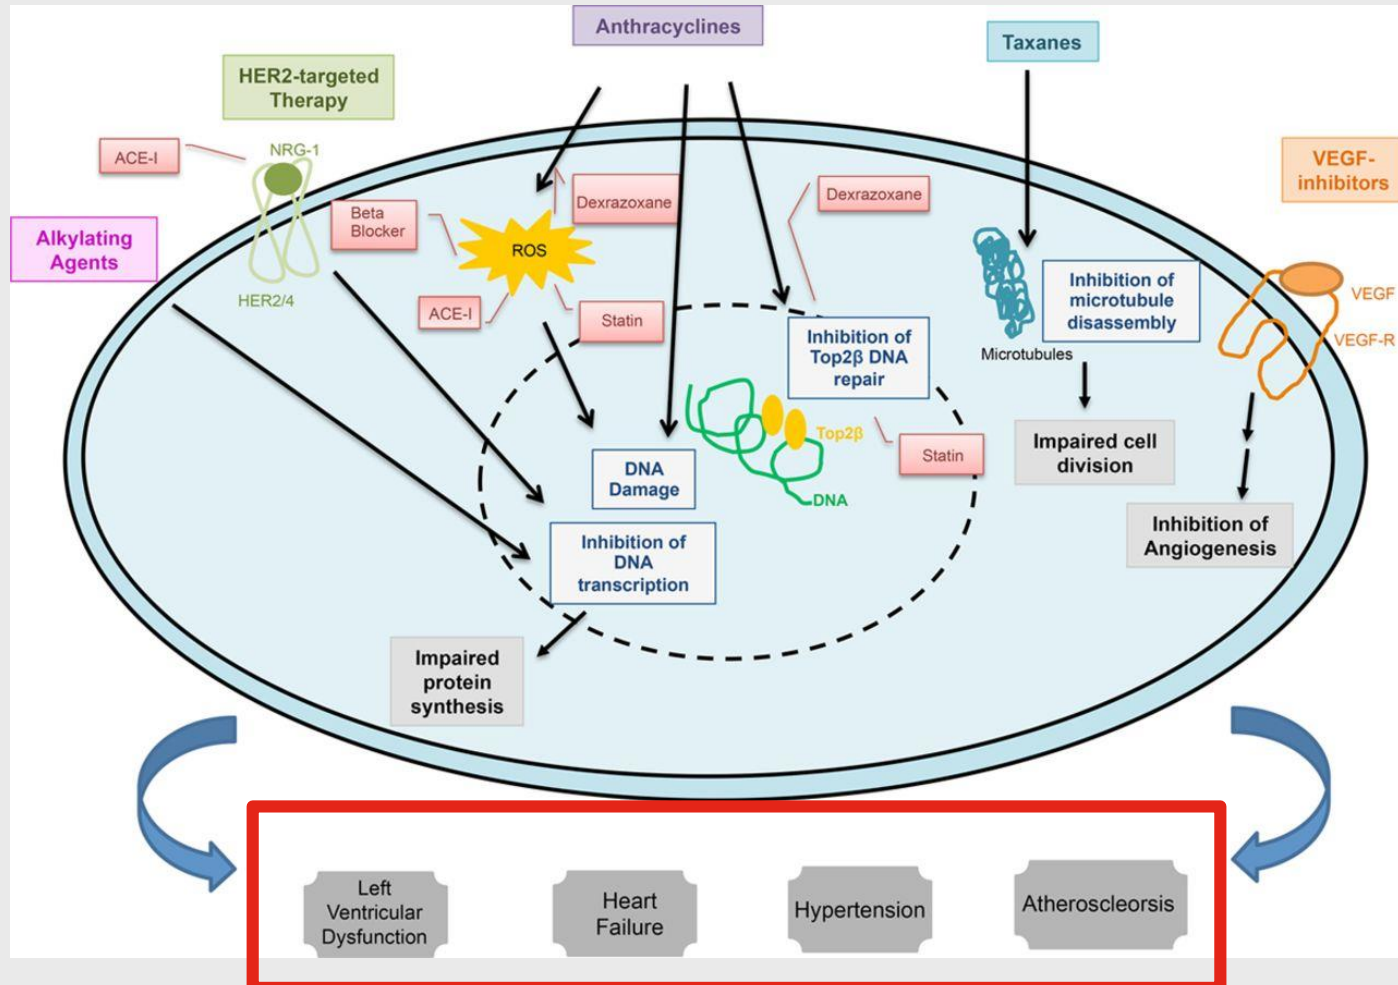 Anthracyclines
Taxanes
HER2-targeted
Therapy
ACE-I
NRG-1
VEGF-
inhibitors
Alkylating
Agents
Beta
Blocker
Dexrazoxane
Dexrazoxane
ROS
HER2/4
ACE-I
Statin
Inhibition of
Top2β DNA
repair
Inhibition of
microtubule
disassembly
Microtubules
VEGF
VEGF-R
Top2β
Statin
DNA
DNA
Damage
Impaired cell
division
Inhibition of
DNA
transcription
Inhibition of
Angiogenesis
Impaired
protein
synthesis
Left
Ventricular
Dysfunction
Heart
Failure
Hypertension
Atheroscleorsis